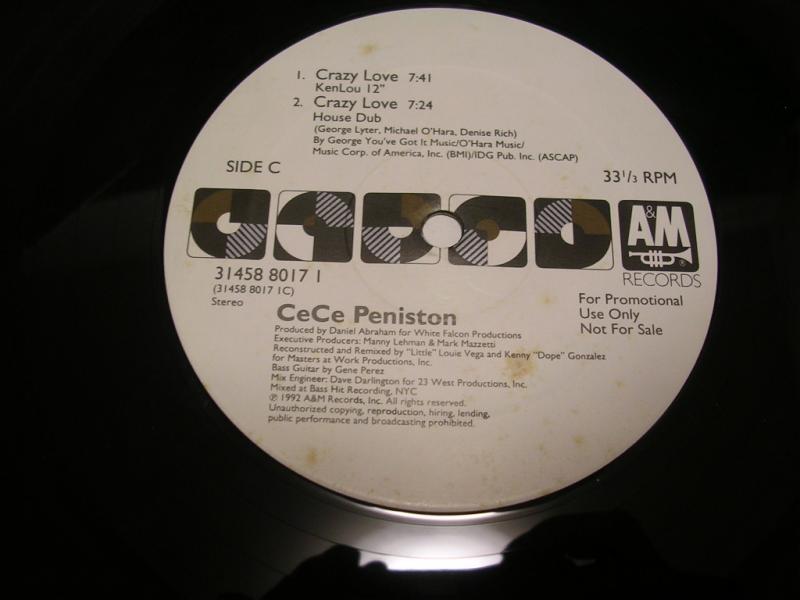 1. Crazy Love 7:41
KenLou 12"
2. Crazy Love 7:24
House Dub
(George Lyter, Michael O'Hara, Denise Rich)
By George You've Got It Music/O'Hara Music/
Music Corp. of America, Inc. (BMI)/IDG Pub. Inc. (ASCAP)
SIDE C
33 1/3 RPM
A&M
®
RECORDS
31458 8017 1
(31458 8017 1C)
Stereo
For Promotional
Use Only
Not For Sale
CeCe Peniston
Produced by Daniel Abraham for White Falcon Productions
Executive Producers: Manny Lehman & Mark Mazzetti
Reconstructed and Remixed by "Little" Louie Vega and Kenny "Dope" Gonzalez
for Masters at Work Productions, Inc.
Bass Guitar by Gene Perez
Mix Engineer: Dave Darlington for 23 West Productions, Inc.
Mixed at Bass Hit Recording, NYC
℗ 1992 A&M Records, Inc. All rights reserved.
Unauthorized copying, reproduction, hiring, lending,
public performance and broadcasting prohibited.